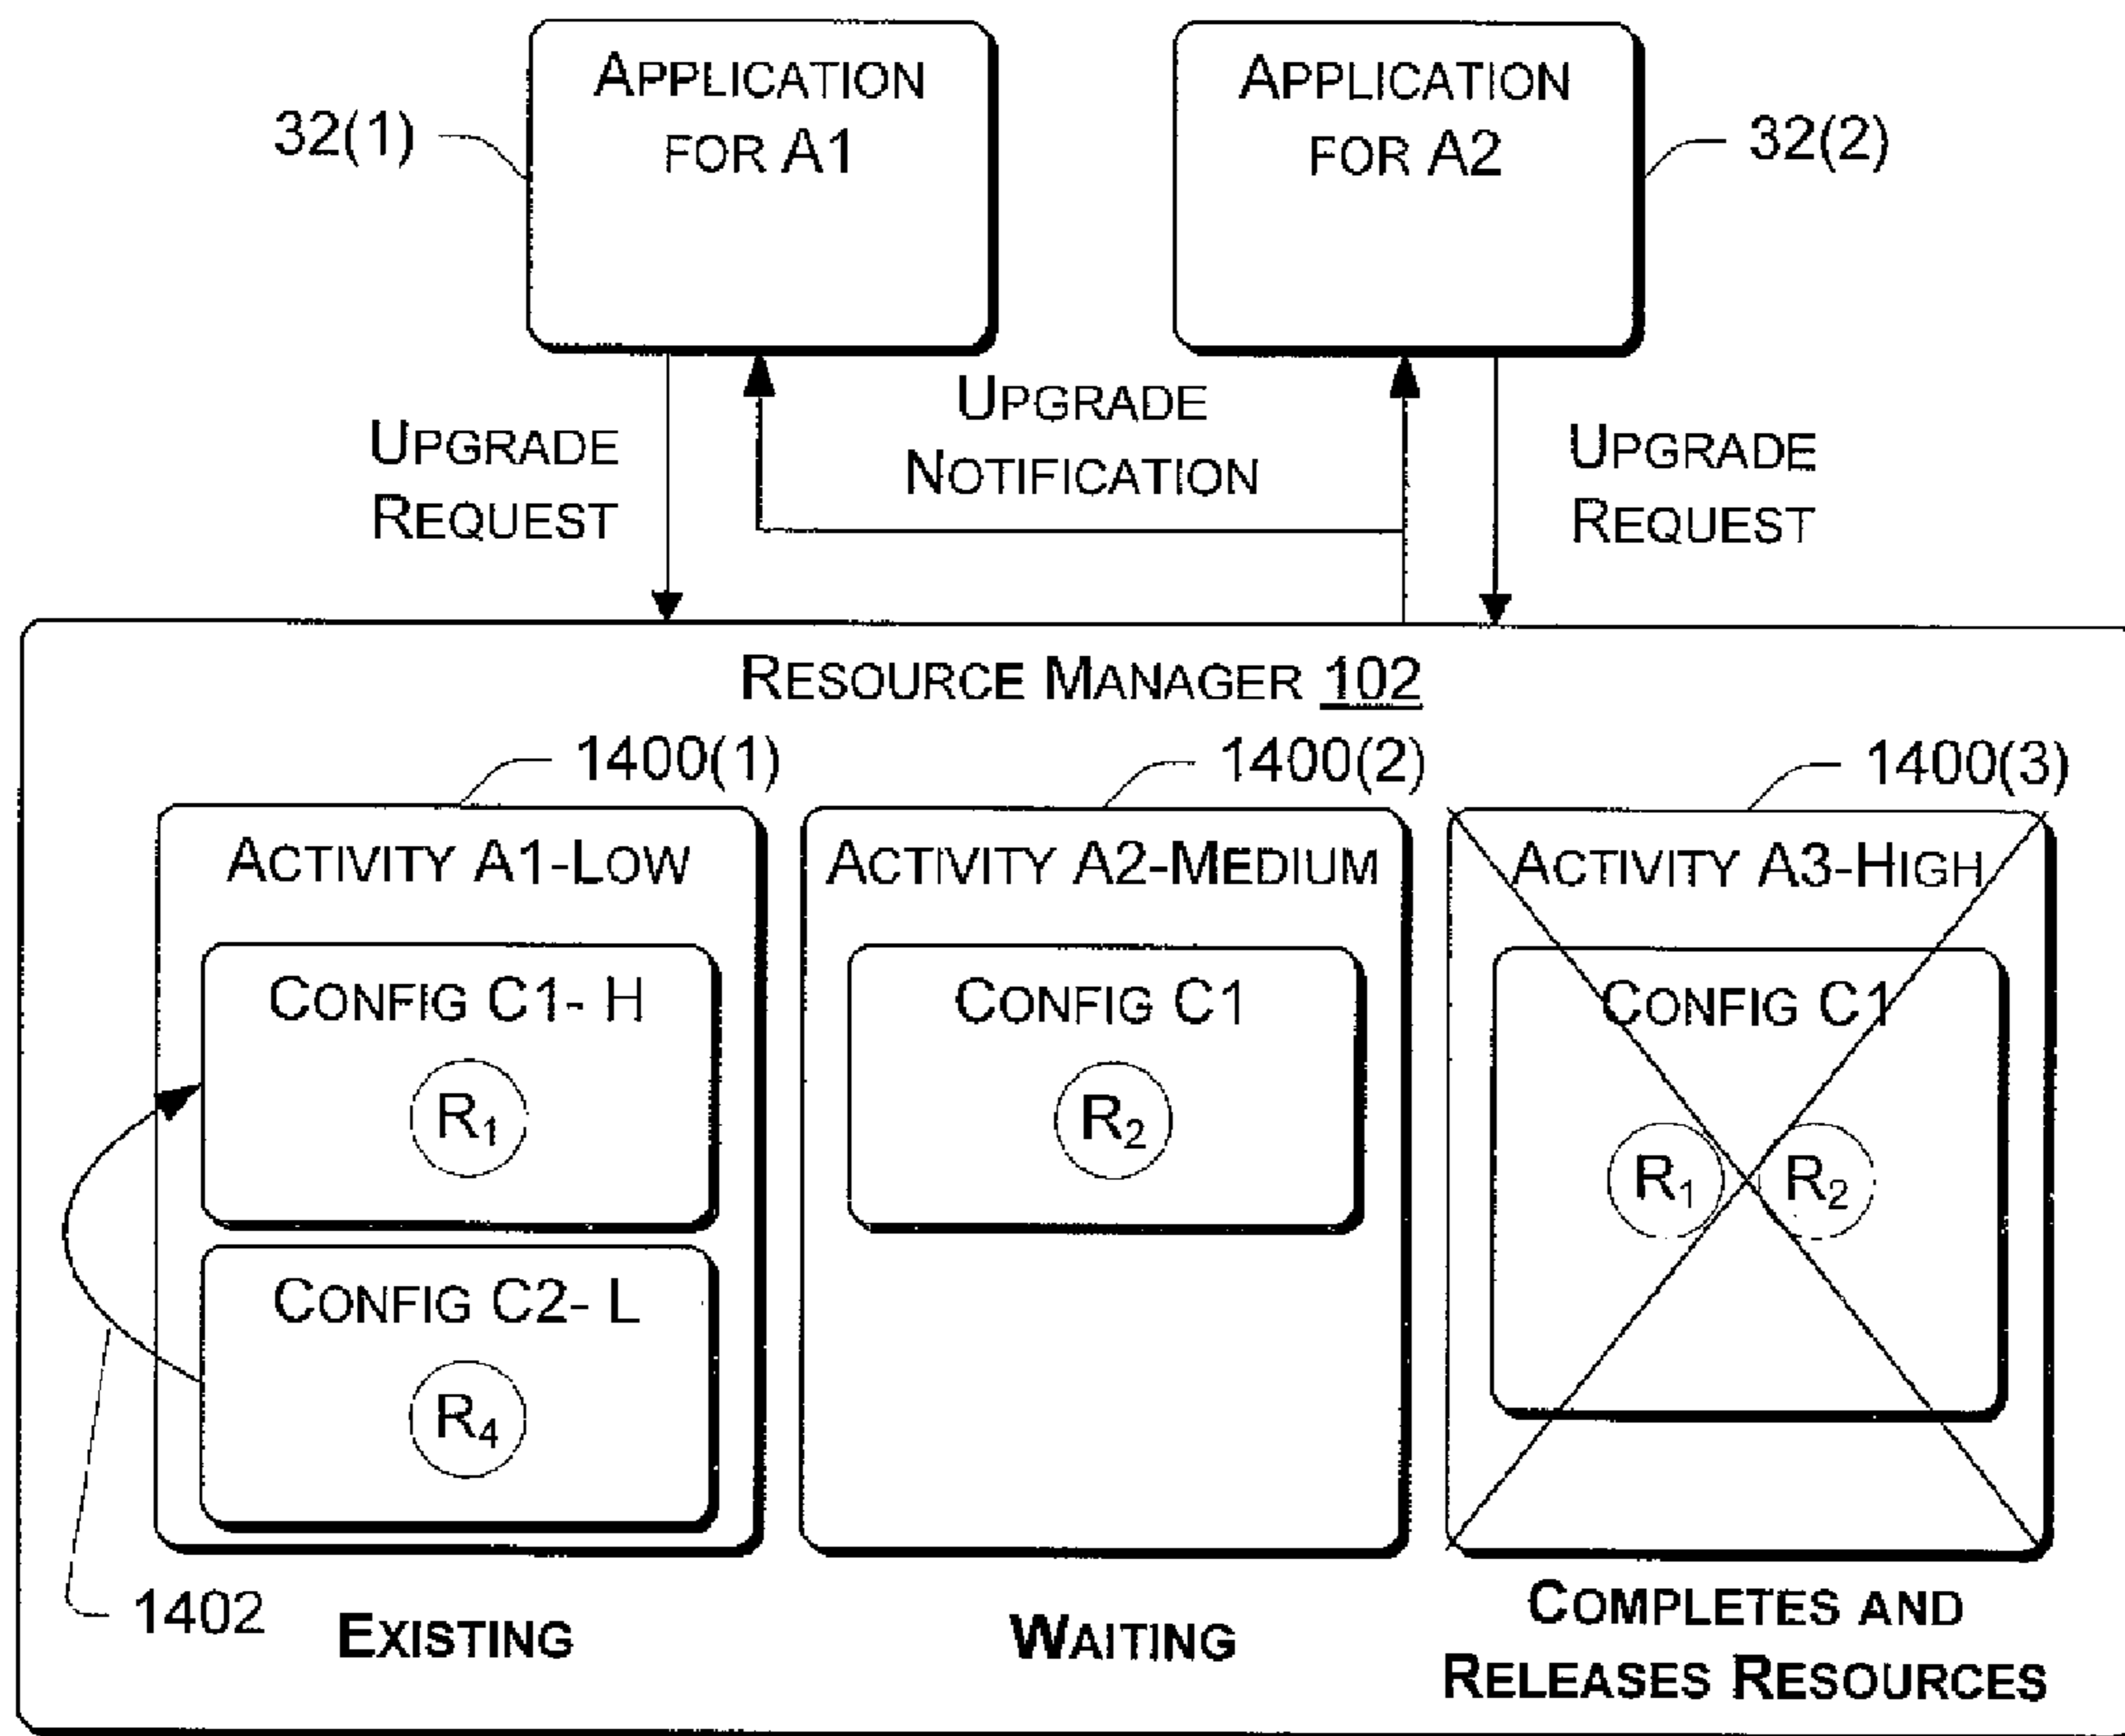 APPLICATION
FOR A1
32(1)
APPLICATION
FOR A2
32(2)
UPGRADE
REQUEST
UPGRADE
NOTIFICATION
UPGRADE
REQUEST
RESOURCE MANAGER 102
1400(1)
1400(2)
1400(3)
ACTIVITY A1-LOW
CONFIG C1- H
R1
CONFIG C2- L
R4
1402
EXISTING
ACTIVITY A2-MEDIUM
CONFIG C1
R2
WAITING
ACTIVITY A3-HIGH
CONFIG C1
R1 R2
COMPLETES AND
RELEASES RESOURCES